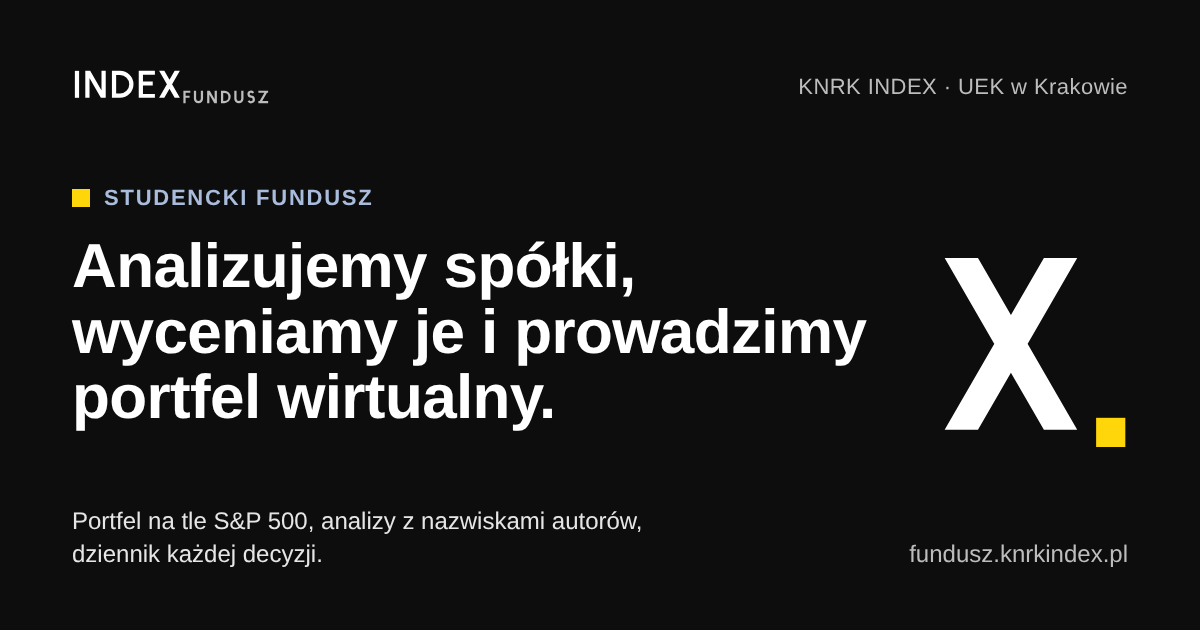 INDEX FUNDUSZ
KNRK INDEX · UEK w Krakowie
STUDENCKI FUNDUSZ
Analizujemy spółki,
wyceniamy je i prowadzimy
portfel wirtualny.
X.
Portfel na tle S&P 500, analizy z nazwiskami autorów,
dziennik każdej decyzji.
fundusz.knrkindex.pl